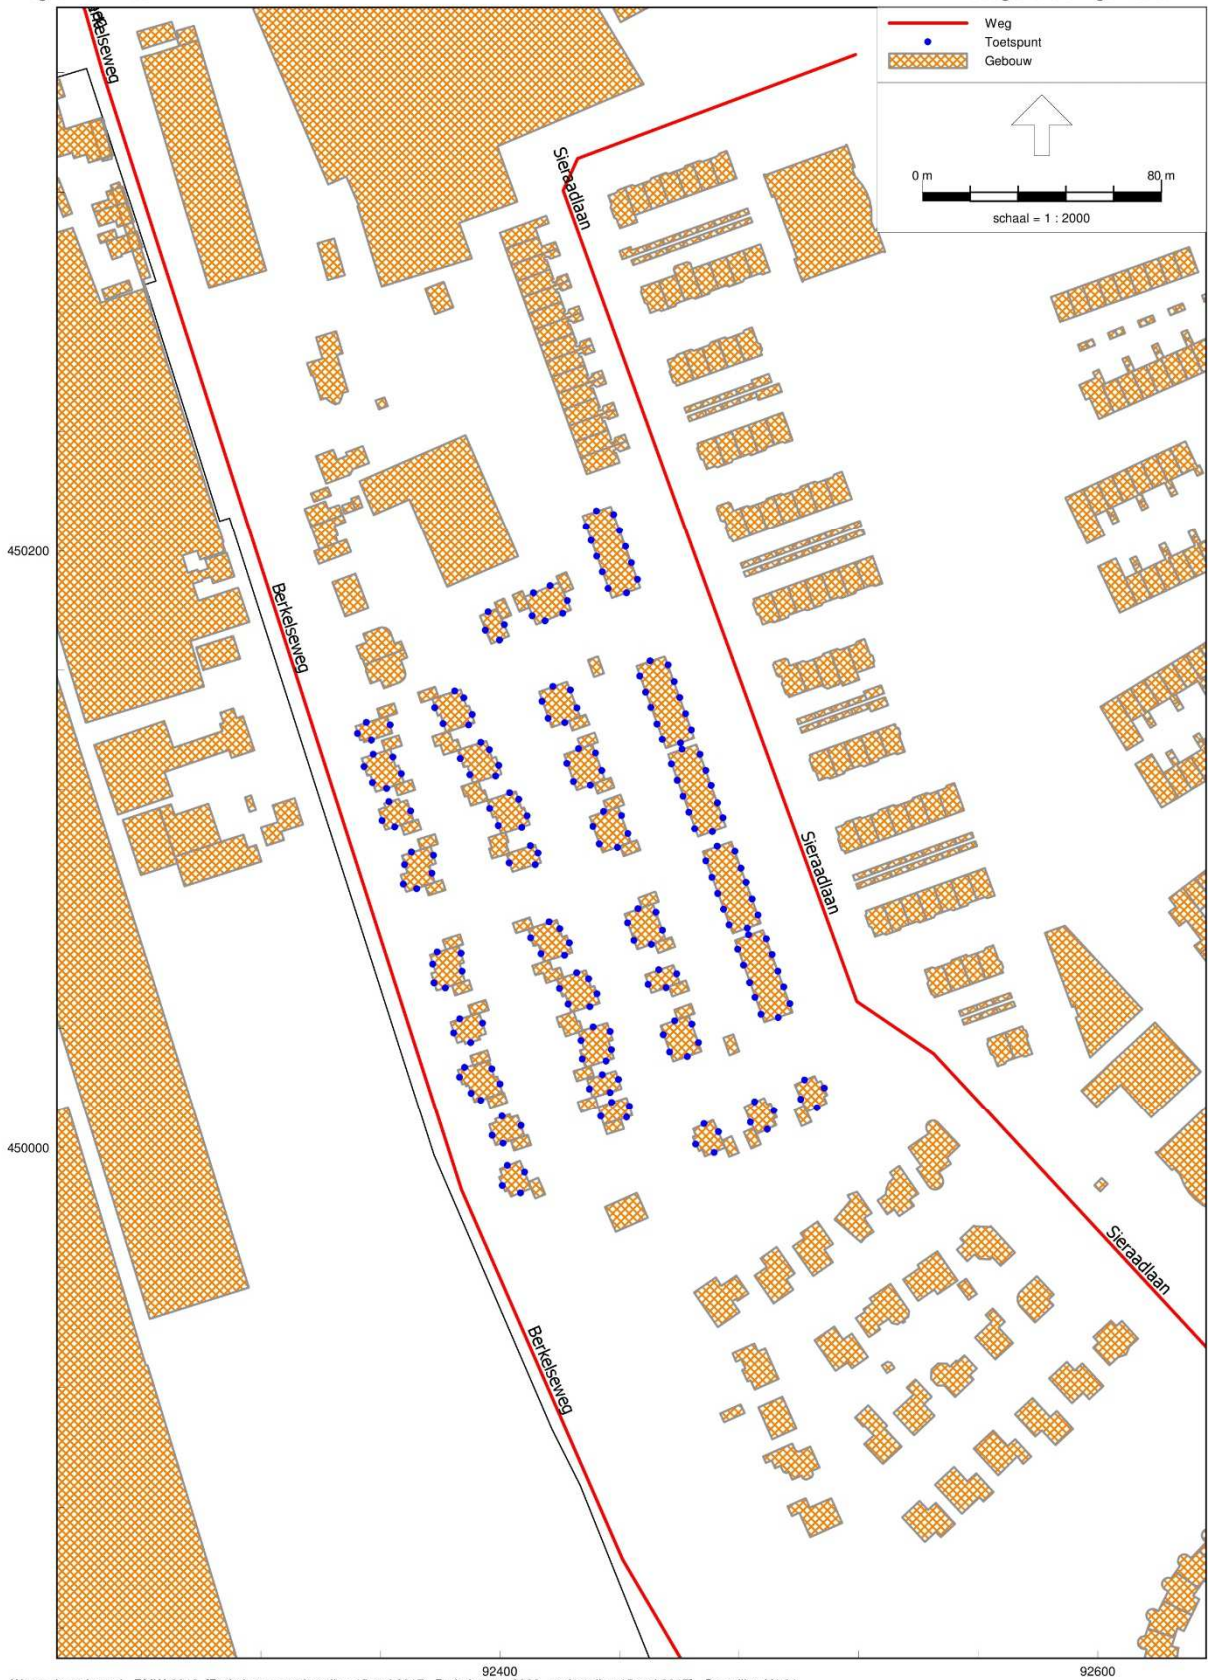 Berkelseweg
Weg
Toetspunt
Gebouw
0 m
80 m
schaal = 1 : 2000
Sieraadlaan
450200
Berkelseweg
Sieraadlaan
450000
Sieraadlaan
Berkelseweg
92400
92600